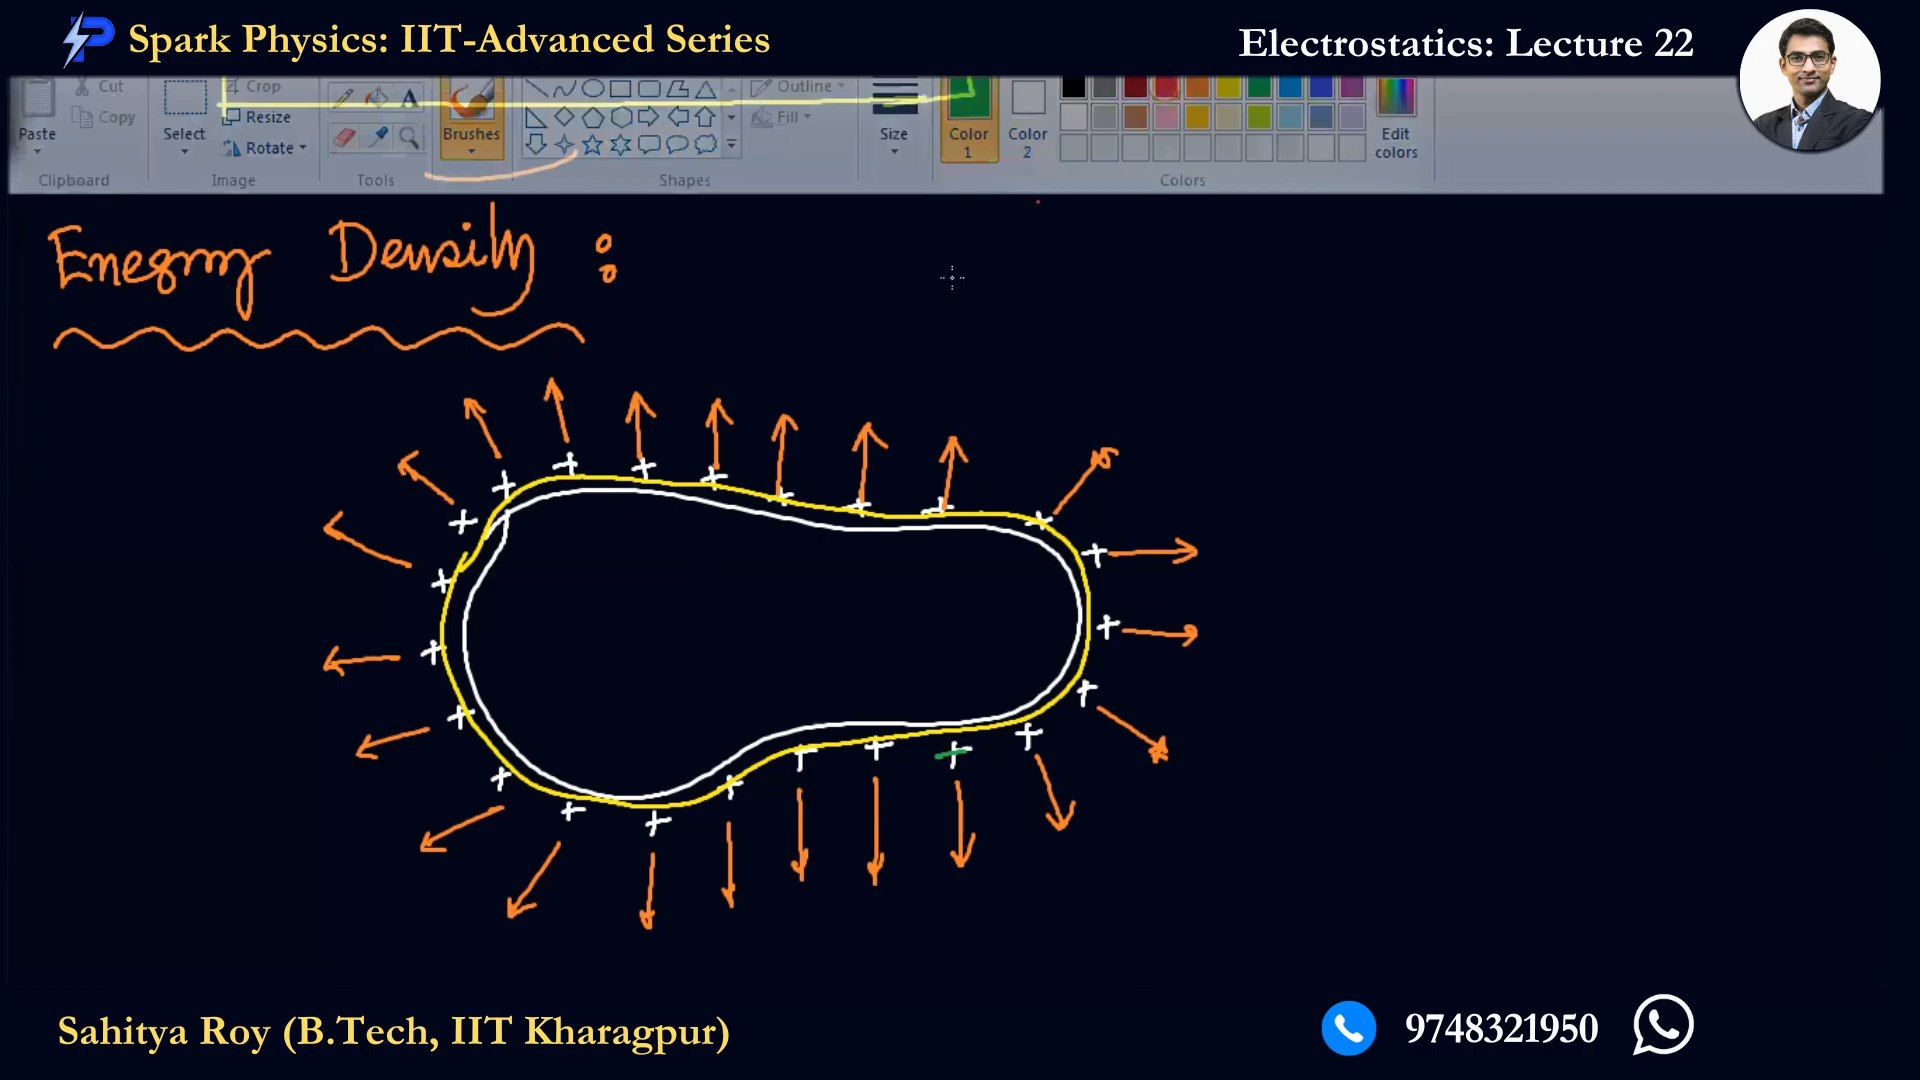 Spark Physics: IIT-Advanced Series
Electrostatics: Lecture 22
Cut
Crop
Outline
Paste
Copy
Select
Resize
Rotate
Brushes
Fill
Size
Color 1
Color 2
Edit colors
Clipboard
Image
Tools
Shapes
Colors
Enegmy Density :
Sahitya Roy (B.Tech, IIT Kharagpur)
9748321950